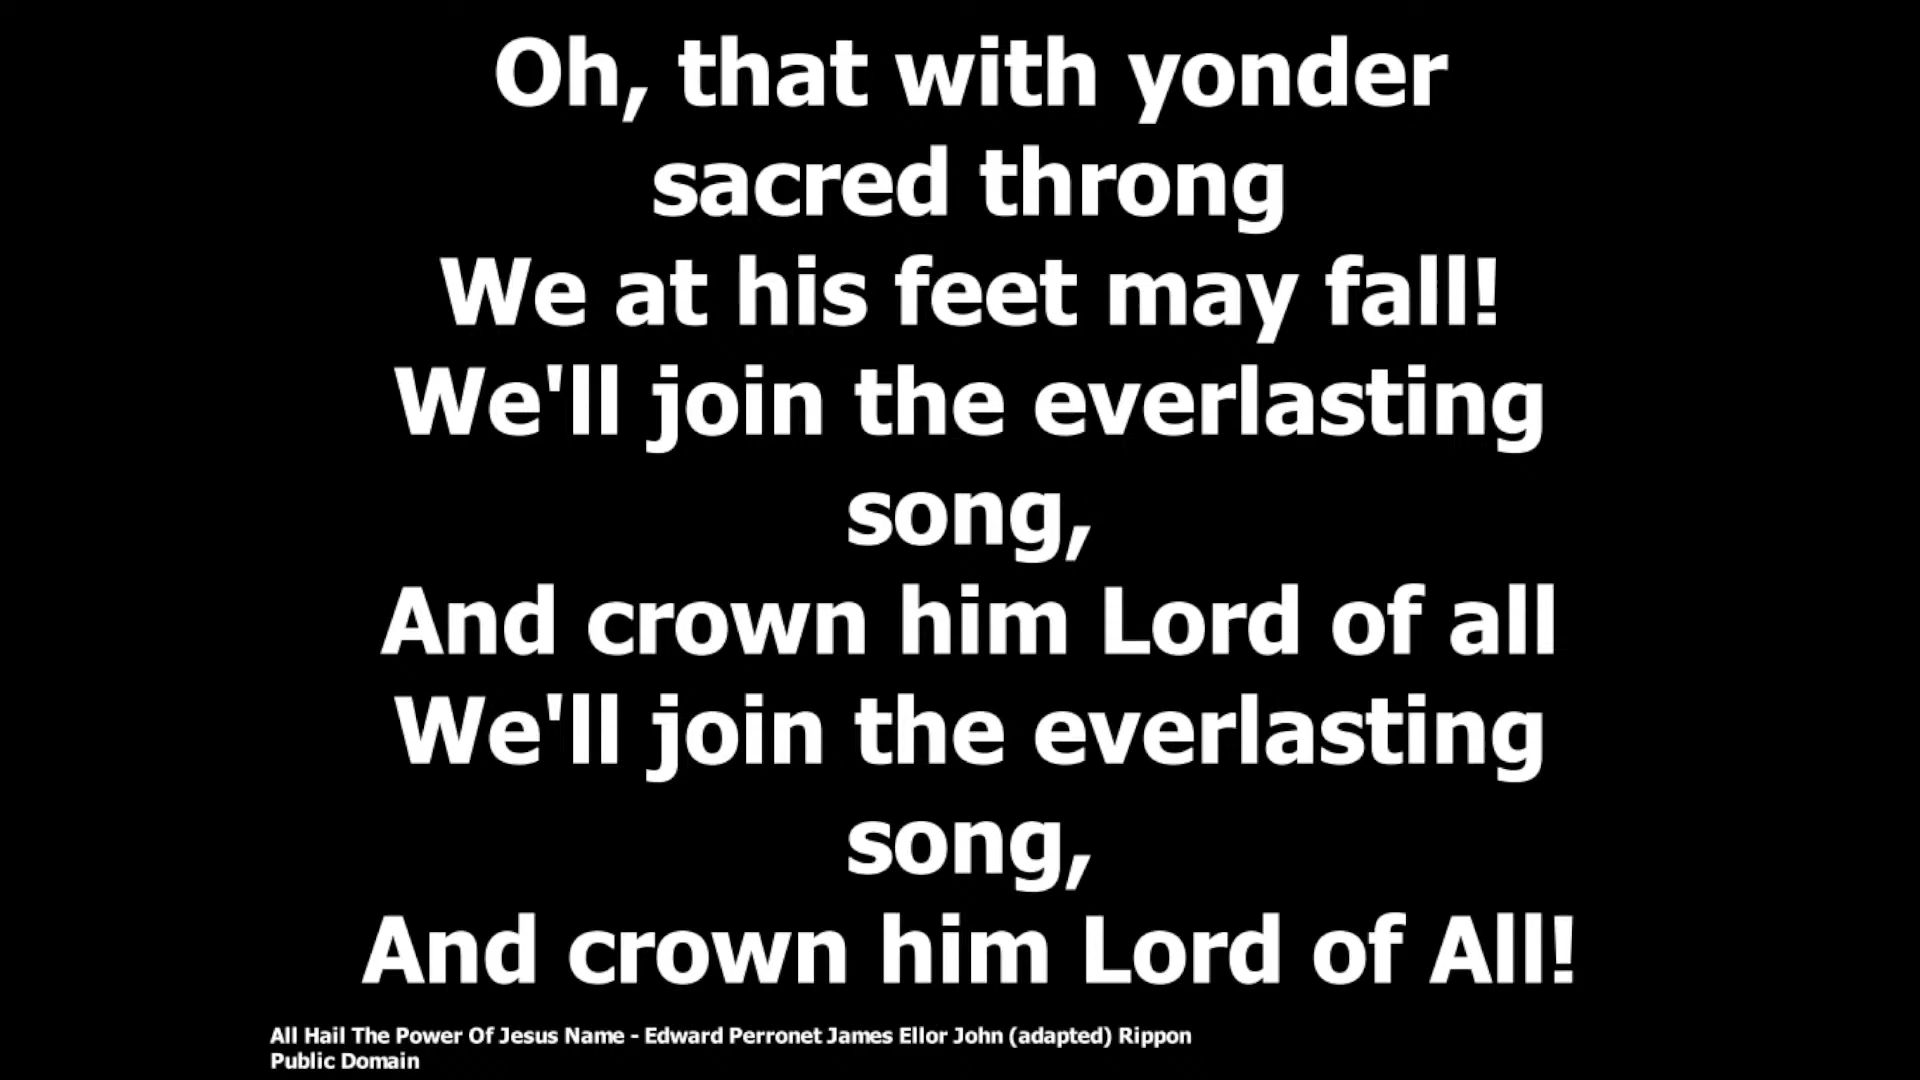 Oh, that with yonder
sacred throng
We at his feet may fall!
We'll join the everlasting
song,
And crown him Lord of all
We'll join the everlasting
song,
And crown him Lord of All!
All Hail The Power Of Jesus Name - Edward Perronet James Ellor John (adapted) Rippon
Public Domain